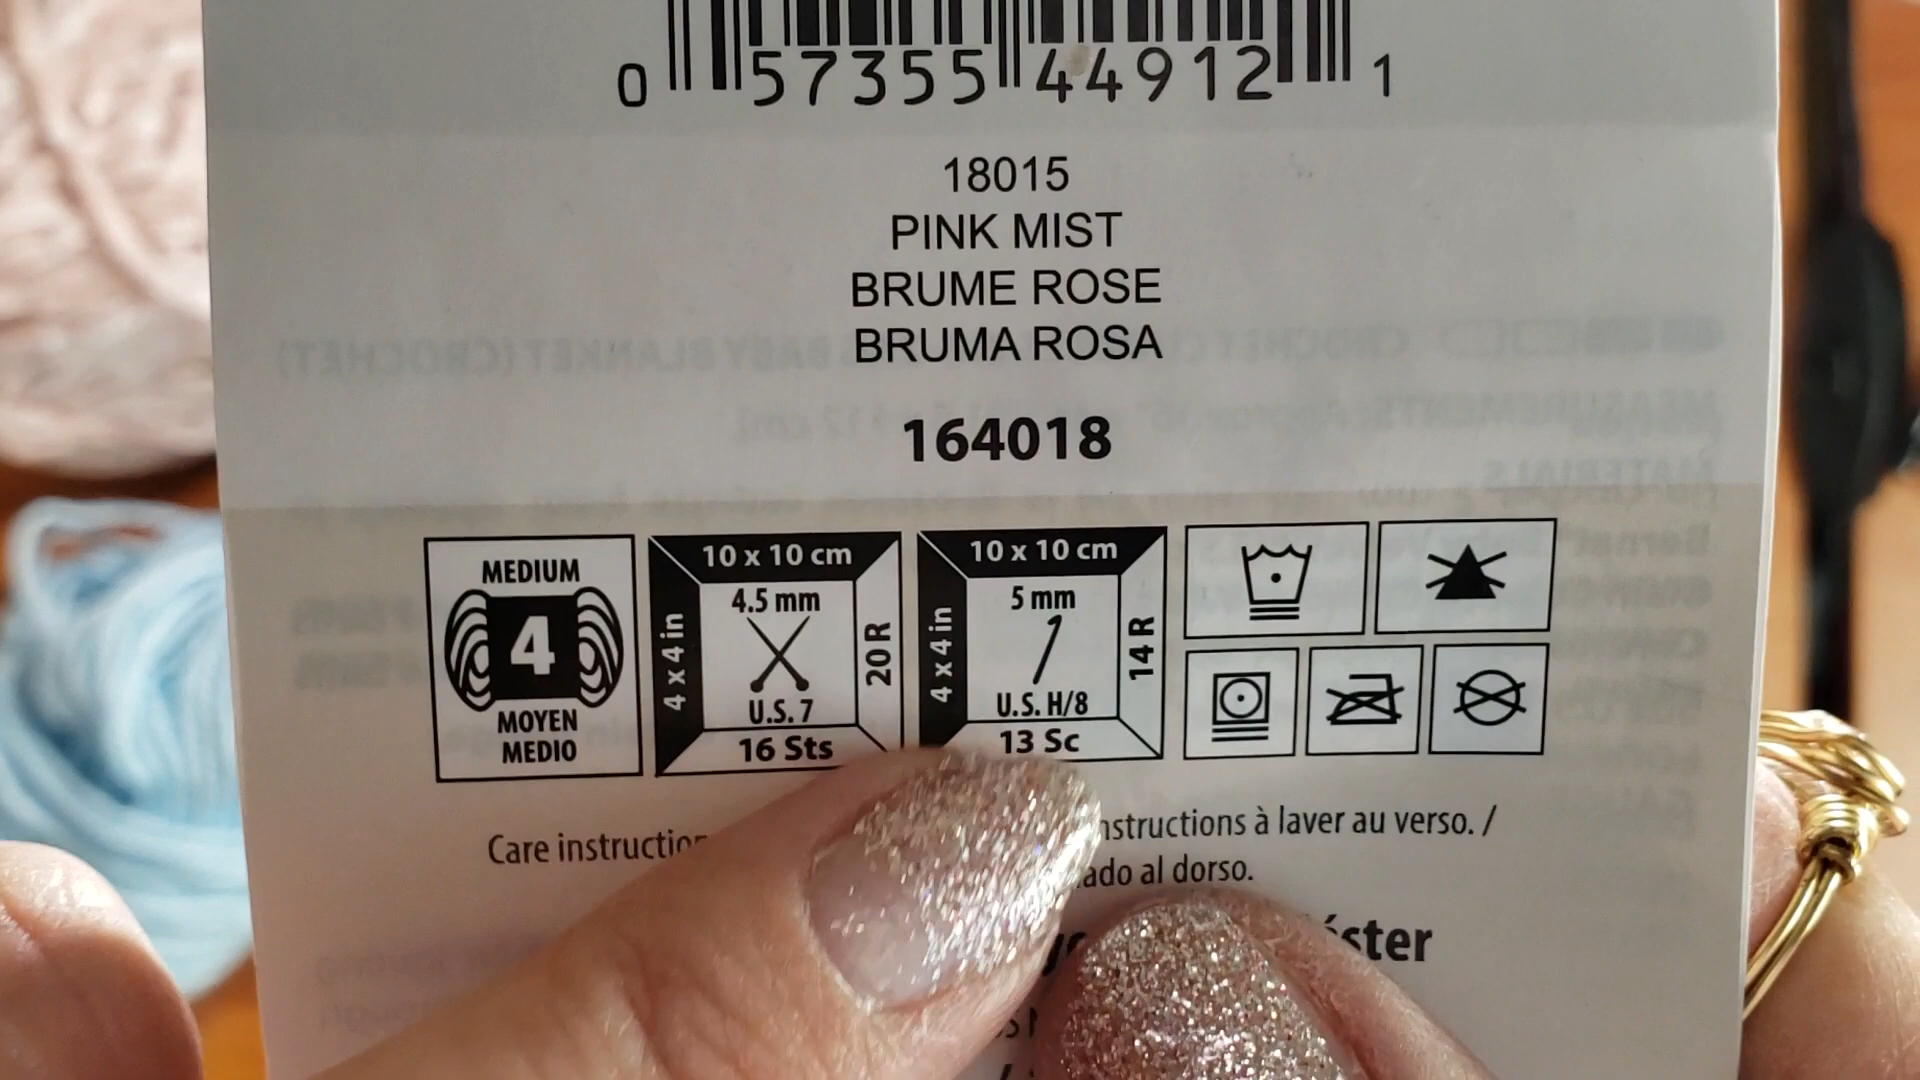 0 57355 44912 1
18015
PINK MIST
BRUME ROSE
BRUMA ROSA
164018
MEDIUM
4
MOYEN
MEDIO
10 x 10 cm
4 x 4 in
4.5 mm
U.S. 7
20 R
16 Sts
10 x 10 cm
4 x 4 in
5 mm
U.S. H/8
14 R
13 Sc
Care instruction
nstructions à laver au verso. /
ado al dorso.
éster